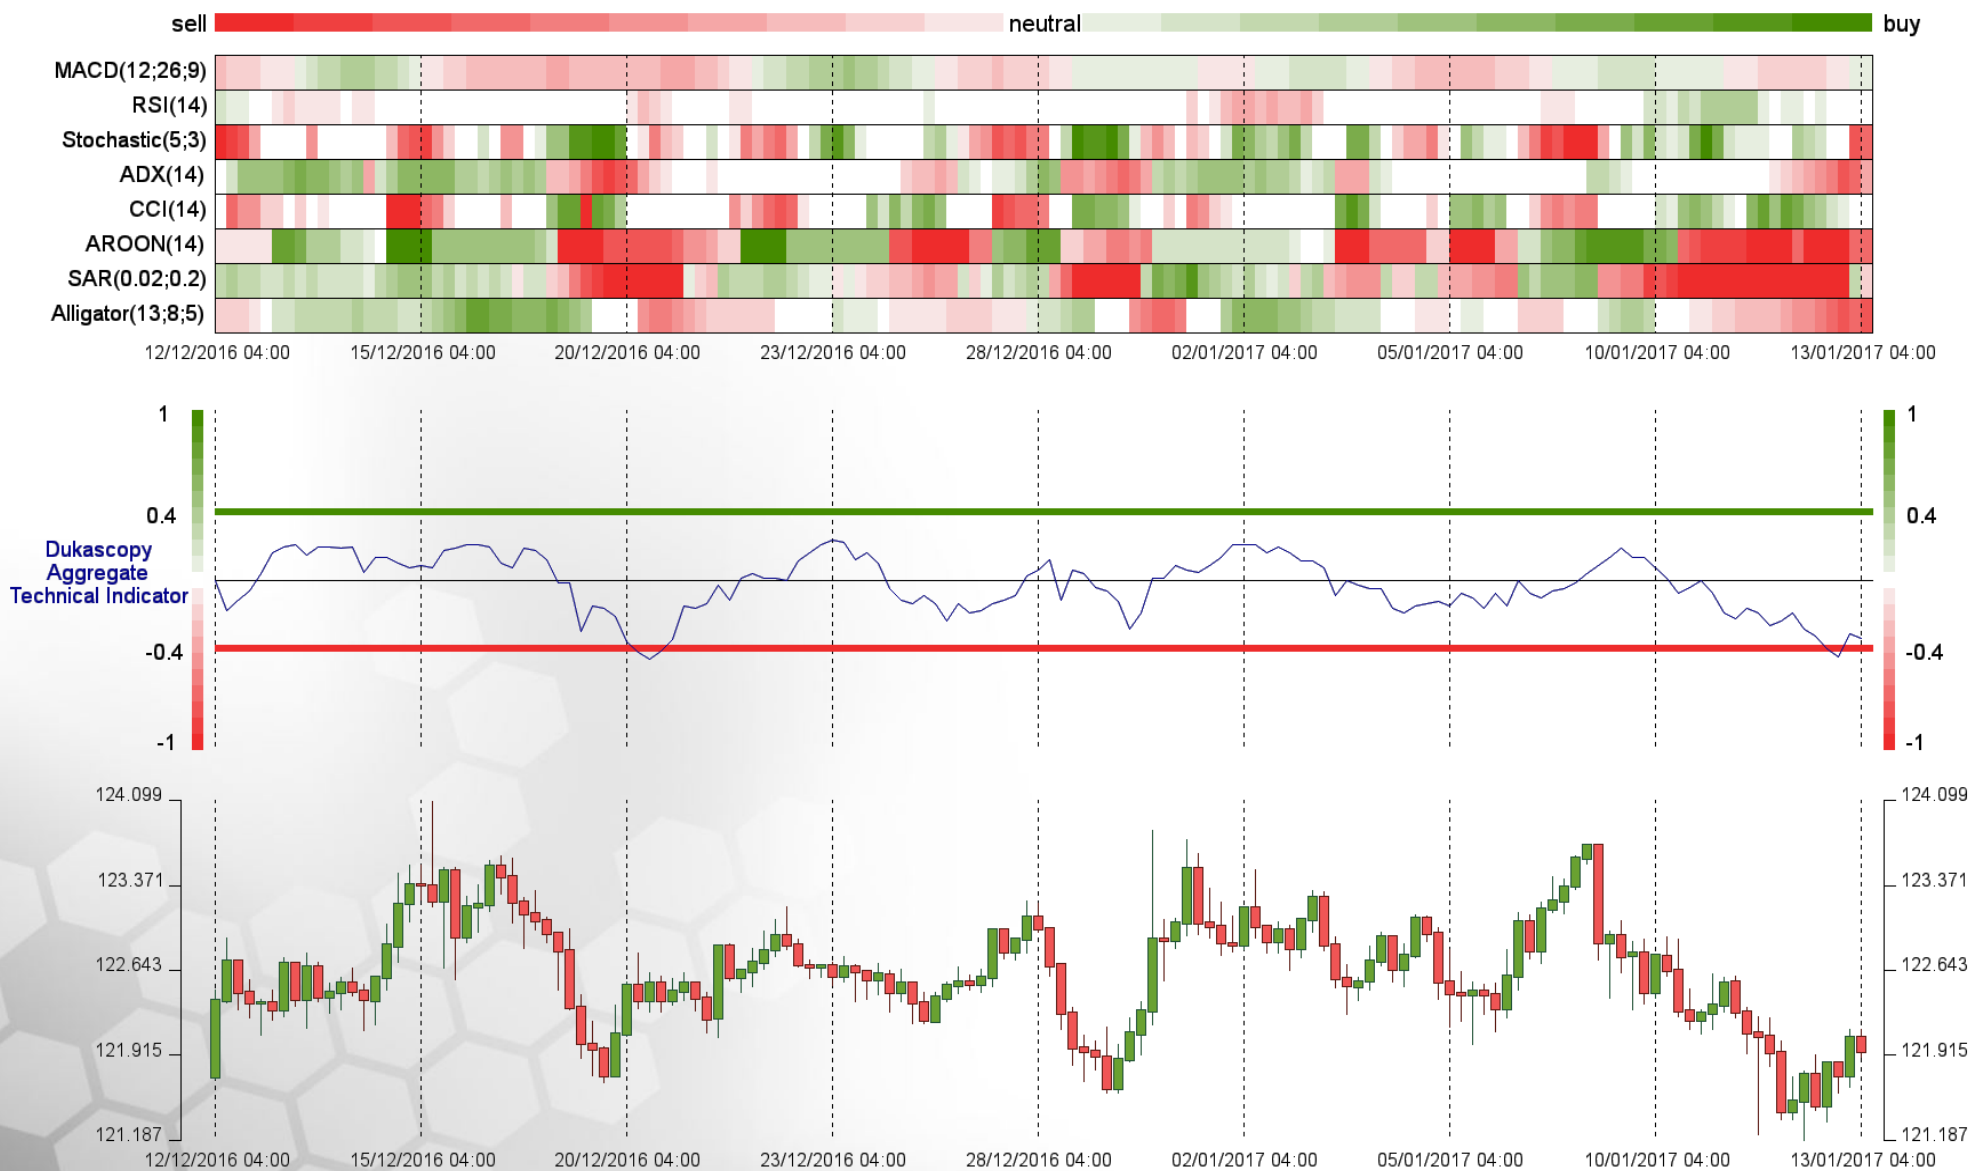 sell neutral buy
MACD(12;26;9)
RSI(14)
Stochastic(5;3)
ADX(14)
CCI(14)
AROON(14)
SAR(0.02;0.2)
Alligator(13;8;5)
12/12/2016 04:00 15/12/2016 04:00 20/12/2016 04:00 23/12/2016 04:00 28/12/2016 04:00 02/01/2017 04:00 05/01/2017 04:00 10/01/2017 04:00 13/01/2017 04:00
1 1
0.4 0.4
Dukascopy
Aggregate
Technical Indicator
-0.4 -0.4
-1 -1
124.099 124.099
123.371 123.371
122.643 122.643
121.915 121.915
121.187 121.187
12/12/2016 04:00 15/12/2016 04:00 20/12/2016 04:00 23/12/2016 04:00 28/12/2016 04:00 02/01/2017 04:00 05/01/2017 04:00 10/01/2017 04:00 13/01/2017 04:00